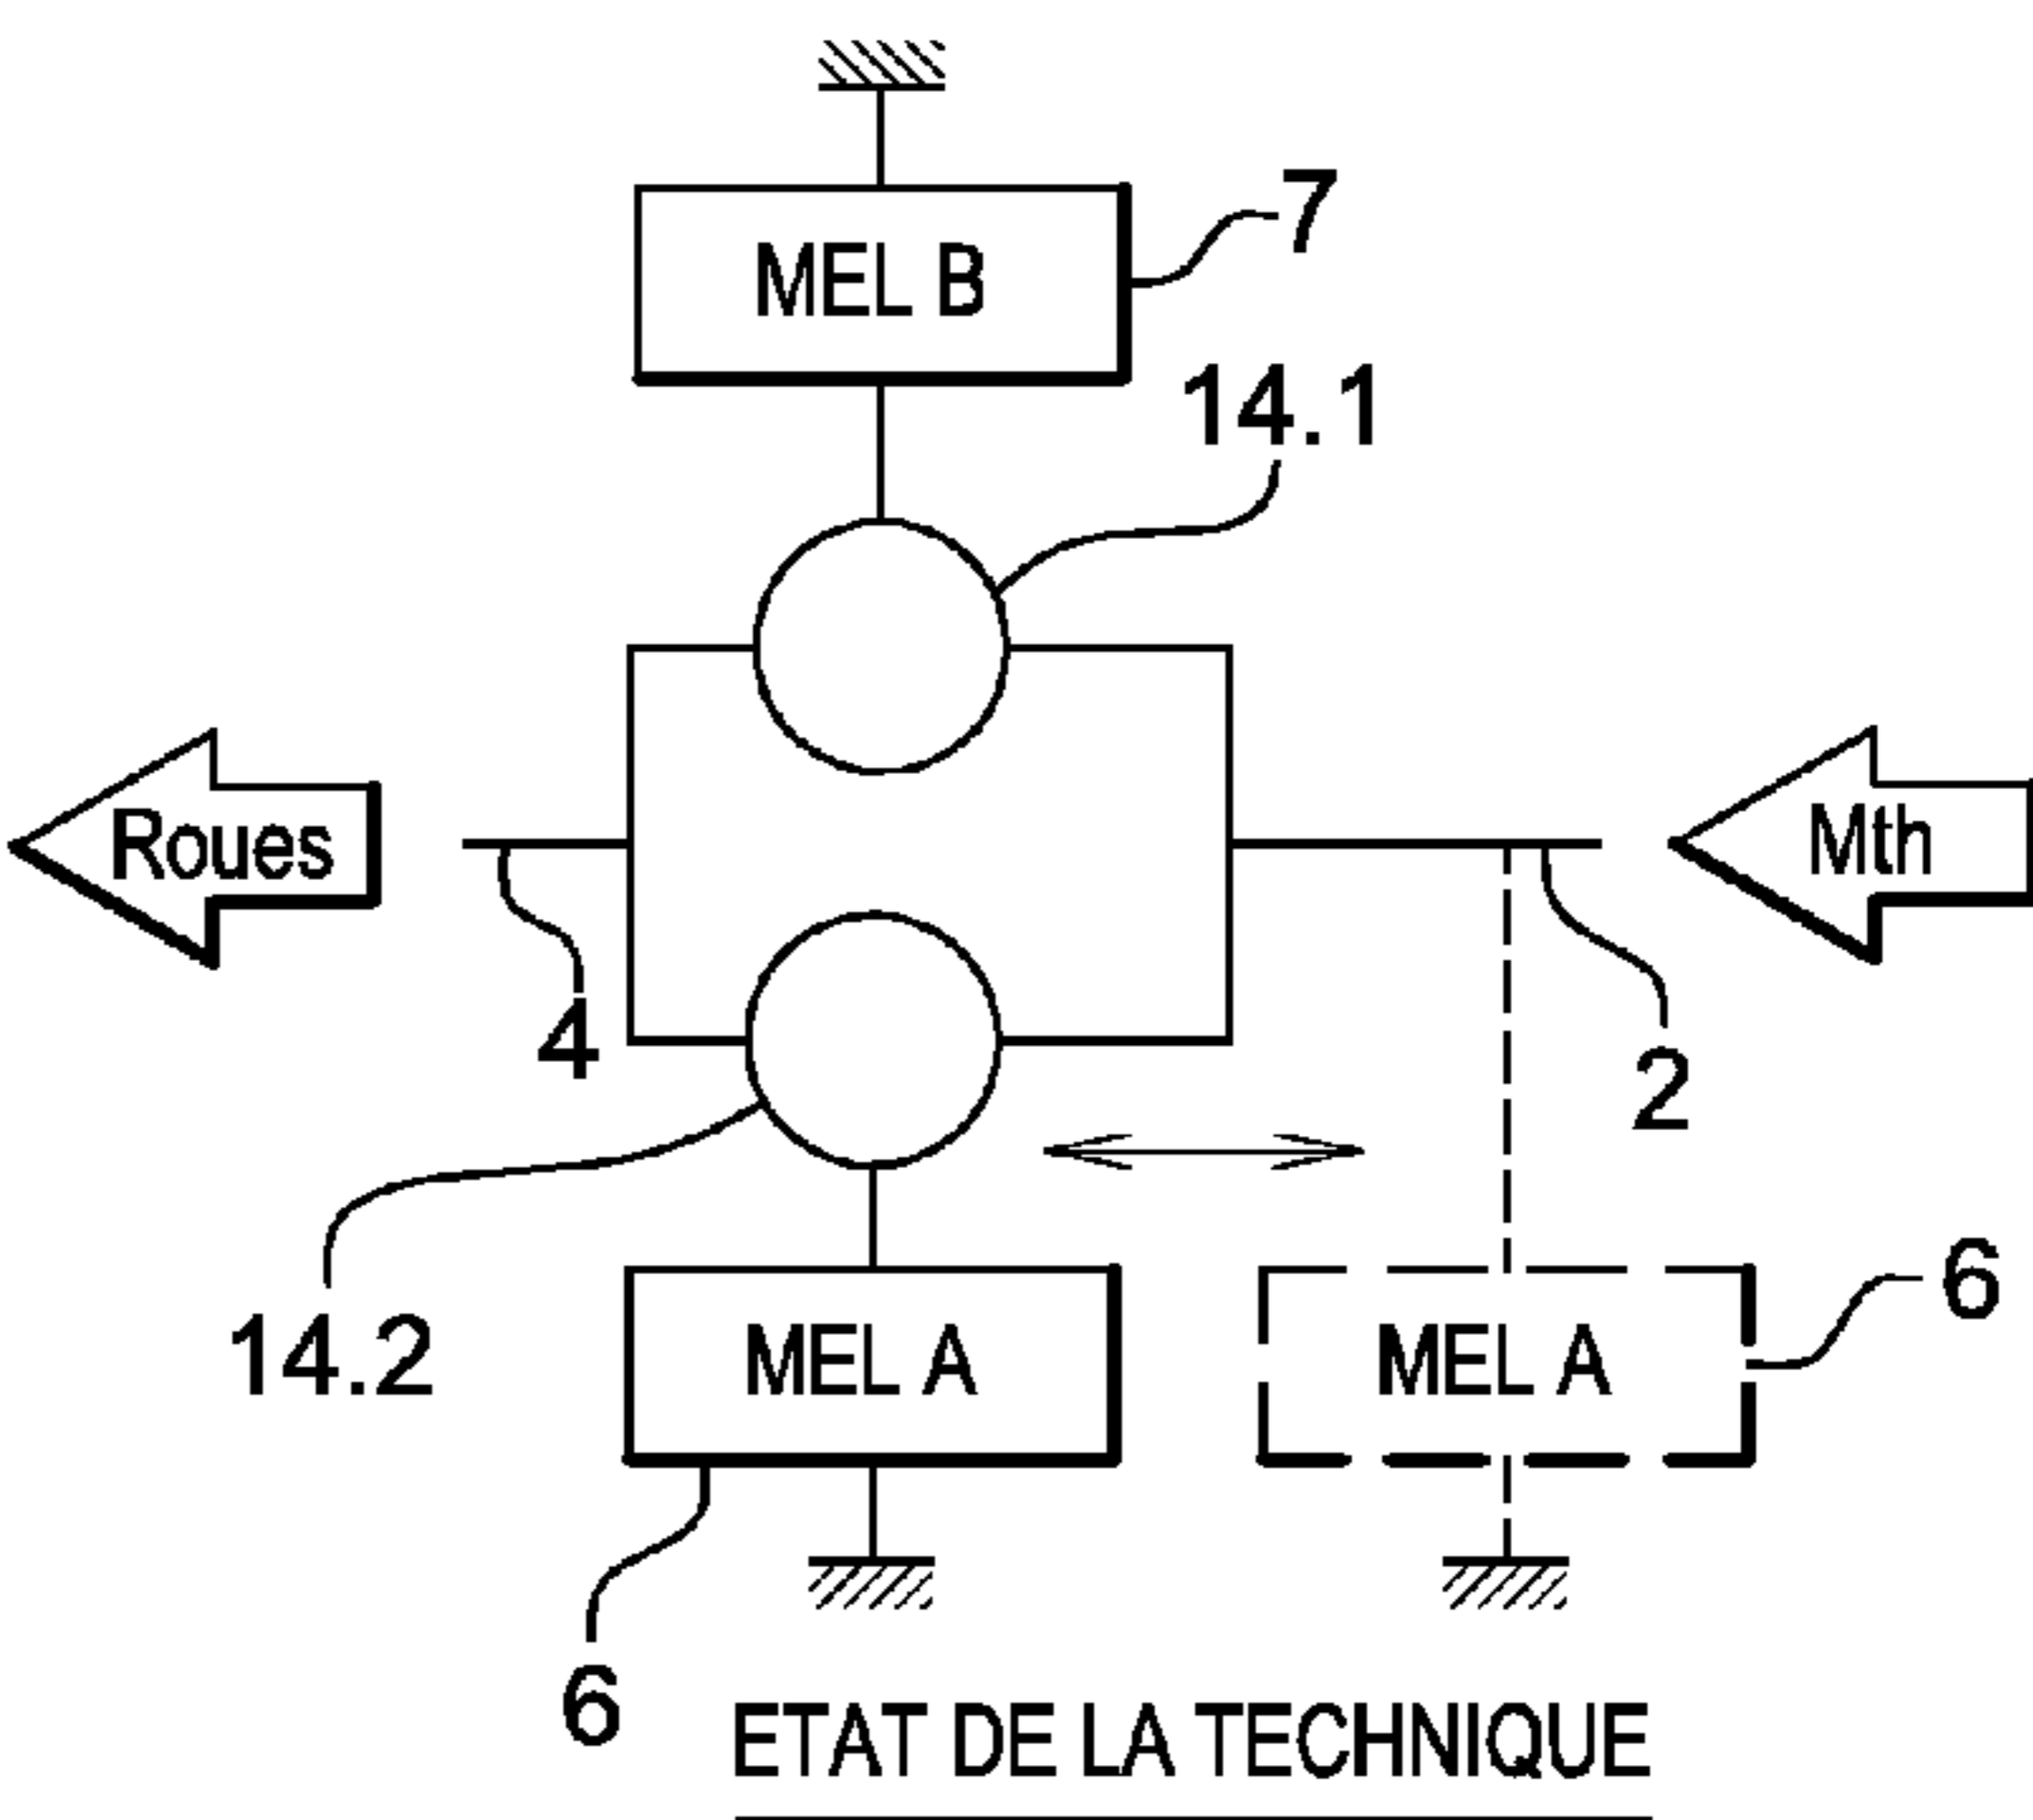 7
MEL B
14.1
Roues
Mth
4
2
14.2
MEL A
MEL A
6
6
ETAT DE LA TECHNIQUE